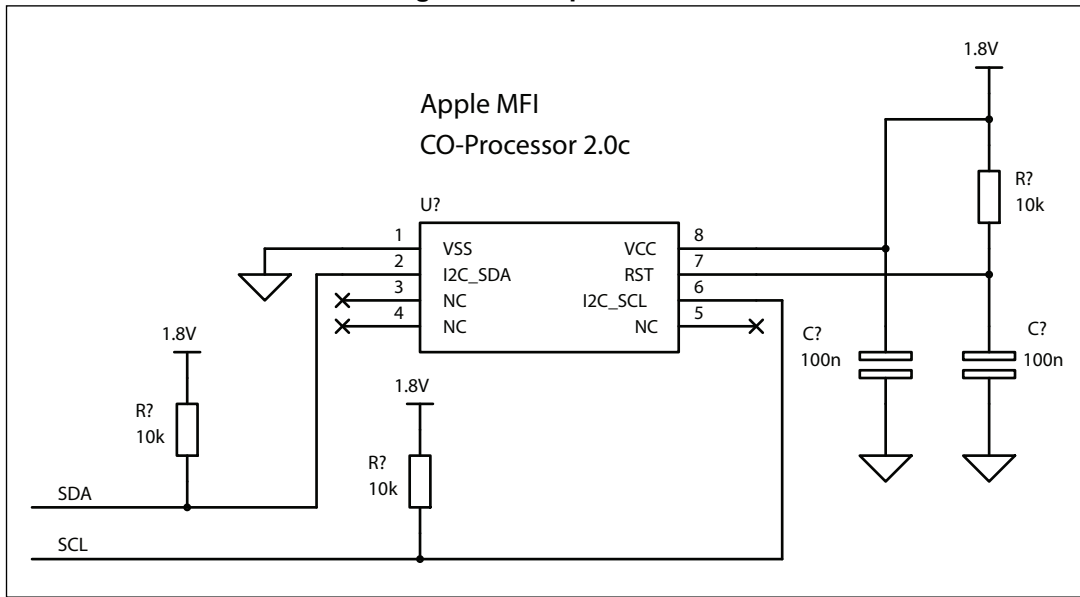 1.8V
Apple MFI
CO-Processor 2.0c
R?
10k
U?
1 VSS VCC 8
2 I2C_SDA RST 7
3 NC I2C_SCL 6
4 NC NC 5
C?
100n
C?
100n
1.8V
R?
10k
1.8V
R?
10k
SDA
SCL